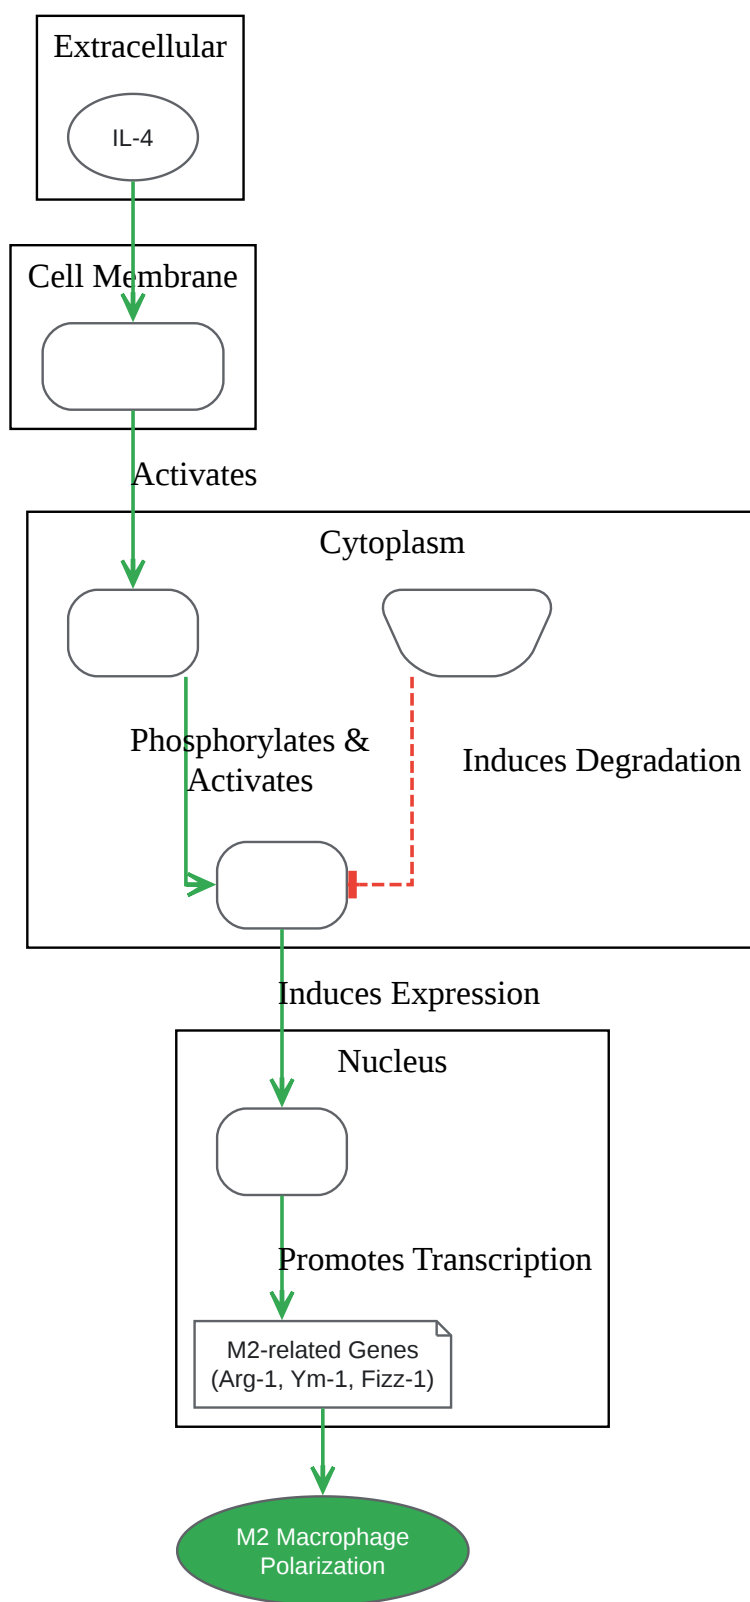 Extracellular
IL-4
Cell Membrane
Activates
Cytoplasm
Phosphorylates &
Activates
Induces Degradation
Induces Expression
Nucleus
Promotes Transcription
M2-related Genes
(Arg-1, Ym-1, Fizz-1)
M2 Macrophage
Polarization